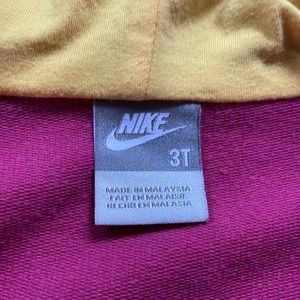 NIKE
3T
MADE IN MALAYSIA
FAIT EN MALAISIE
HECHO EN MALASIA